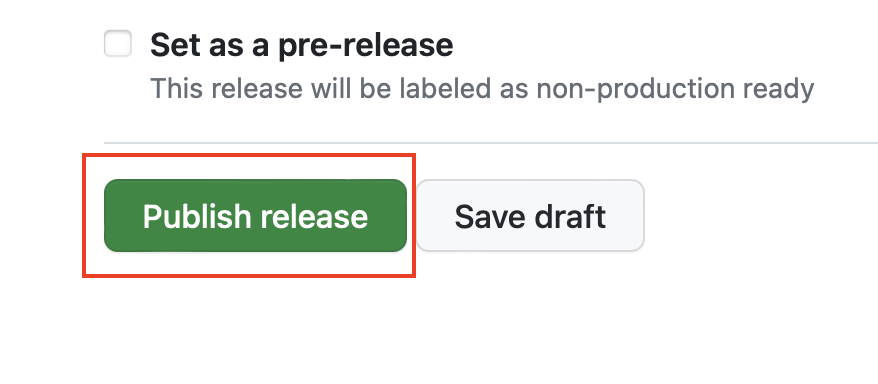 Set as a pre-release
This release will be labeled as non-production ready
Publish release
Save draft